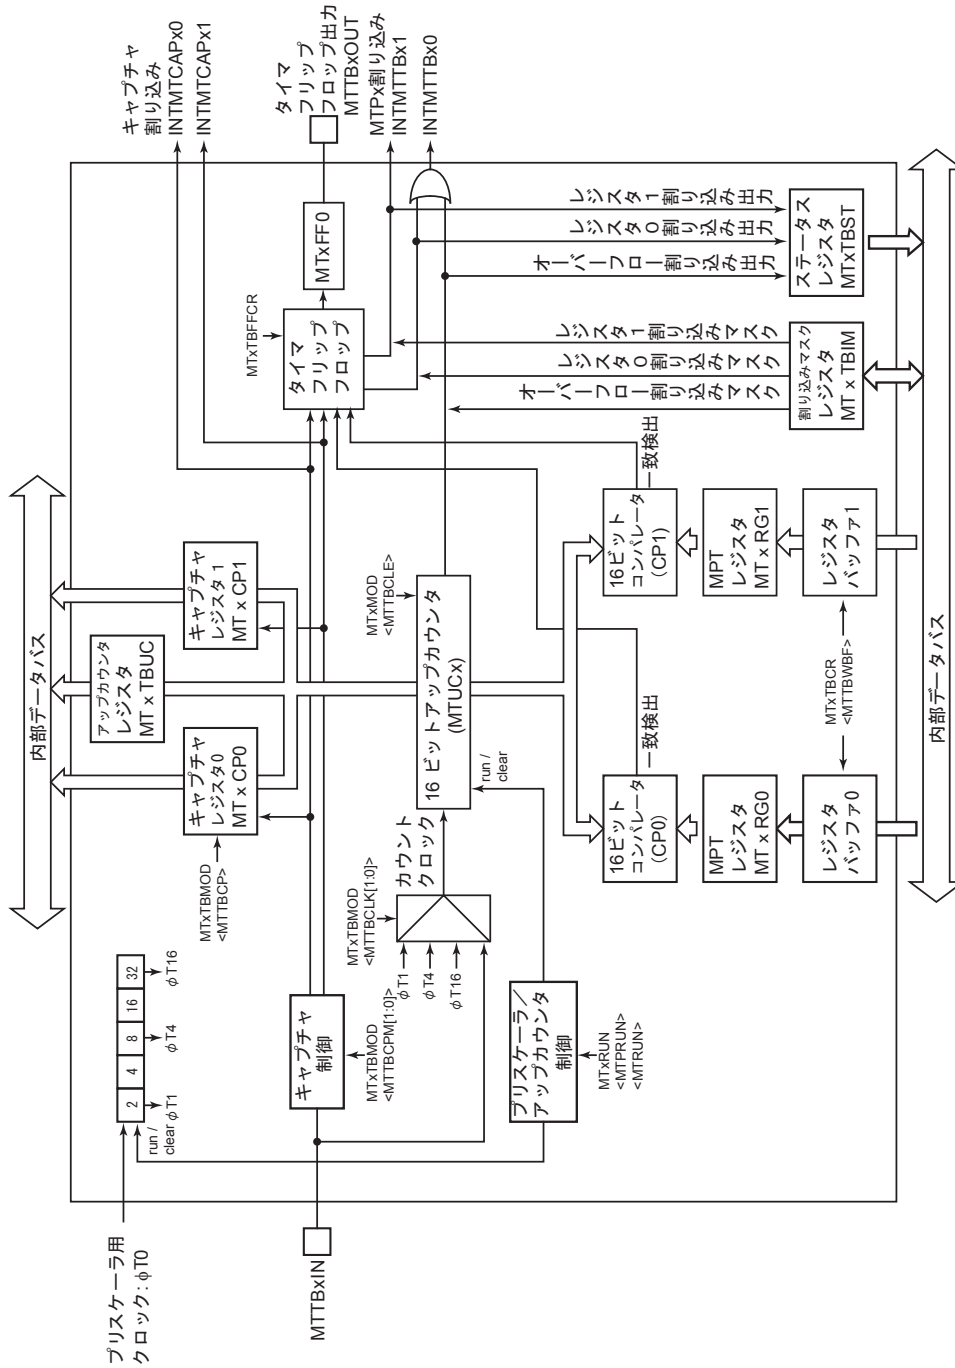 プリスケーラ用
クロック: φT0
run /
clear
2
4
8
16
32
φT1
φT4
φT16
内部データバス
アップカウンタ
レジスタ
MT x TBUC
キャプチャ
レジスタ0
MT x CP0
キャプチャ
レジスタ 1
MT x CP1
MTxTBMOD
<MTTBCP>
キャプチャ
割り込み
INTMTCAPx0
INTMTCAPx1
タイマ
フリップ
フロップ出力
MTTBxOUT
MTPx割り込み
INTMTTBx1
INTMTTBx0
MTxTBFFCR
タイマ
フリップ
フロップ
MTxFF0
MTTBxIN
キャプチャ
制御
MTxTBMOD
<MTTBCPM[1:0]>
MTxTBMOD
<MTTBCLK[1:0]>
φT1
φT4
φT16
カウント
クロック
16 ビットアップカウンタ
(MTUCx)
MTxMOD
<MTTBCLE>
run /
clear
プリスケーラ/
アップカウンタ
制御
MTxRUN
<MTPRUN>
<MTRUN>
一致検出
一致検出
16ビット
コンパレータ
(CP0)
16ビット
コンパレータ
(CP1)
MPT
レジスタ
MT x RG0
MPT
レジスタ
MT x RG1
レジスタ
バッファ0
レジスタ
バッファ1
MTxTBCR
<MTTBWBF>
レジスタ1割り込みマスク
レジスタ0割り込みマスク
オーバーフロー割り込みマスク
レジスタ1割り込み出力
レジスタ0割り込み出力
オーバーフロー割り込み出力
割り込みマスク
レジスタ
MT x TBIM
ステータス
レジスタ
MTxTBST
内部データバス